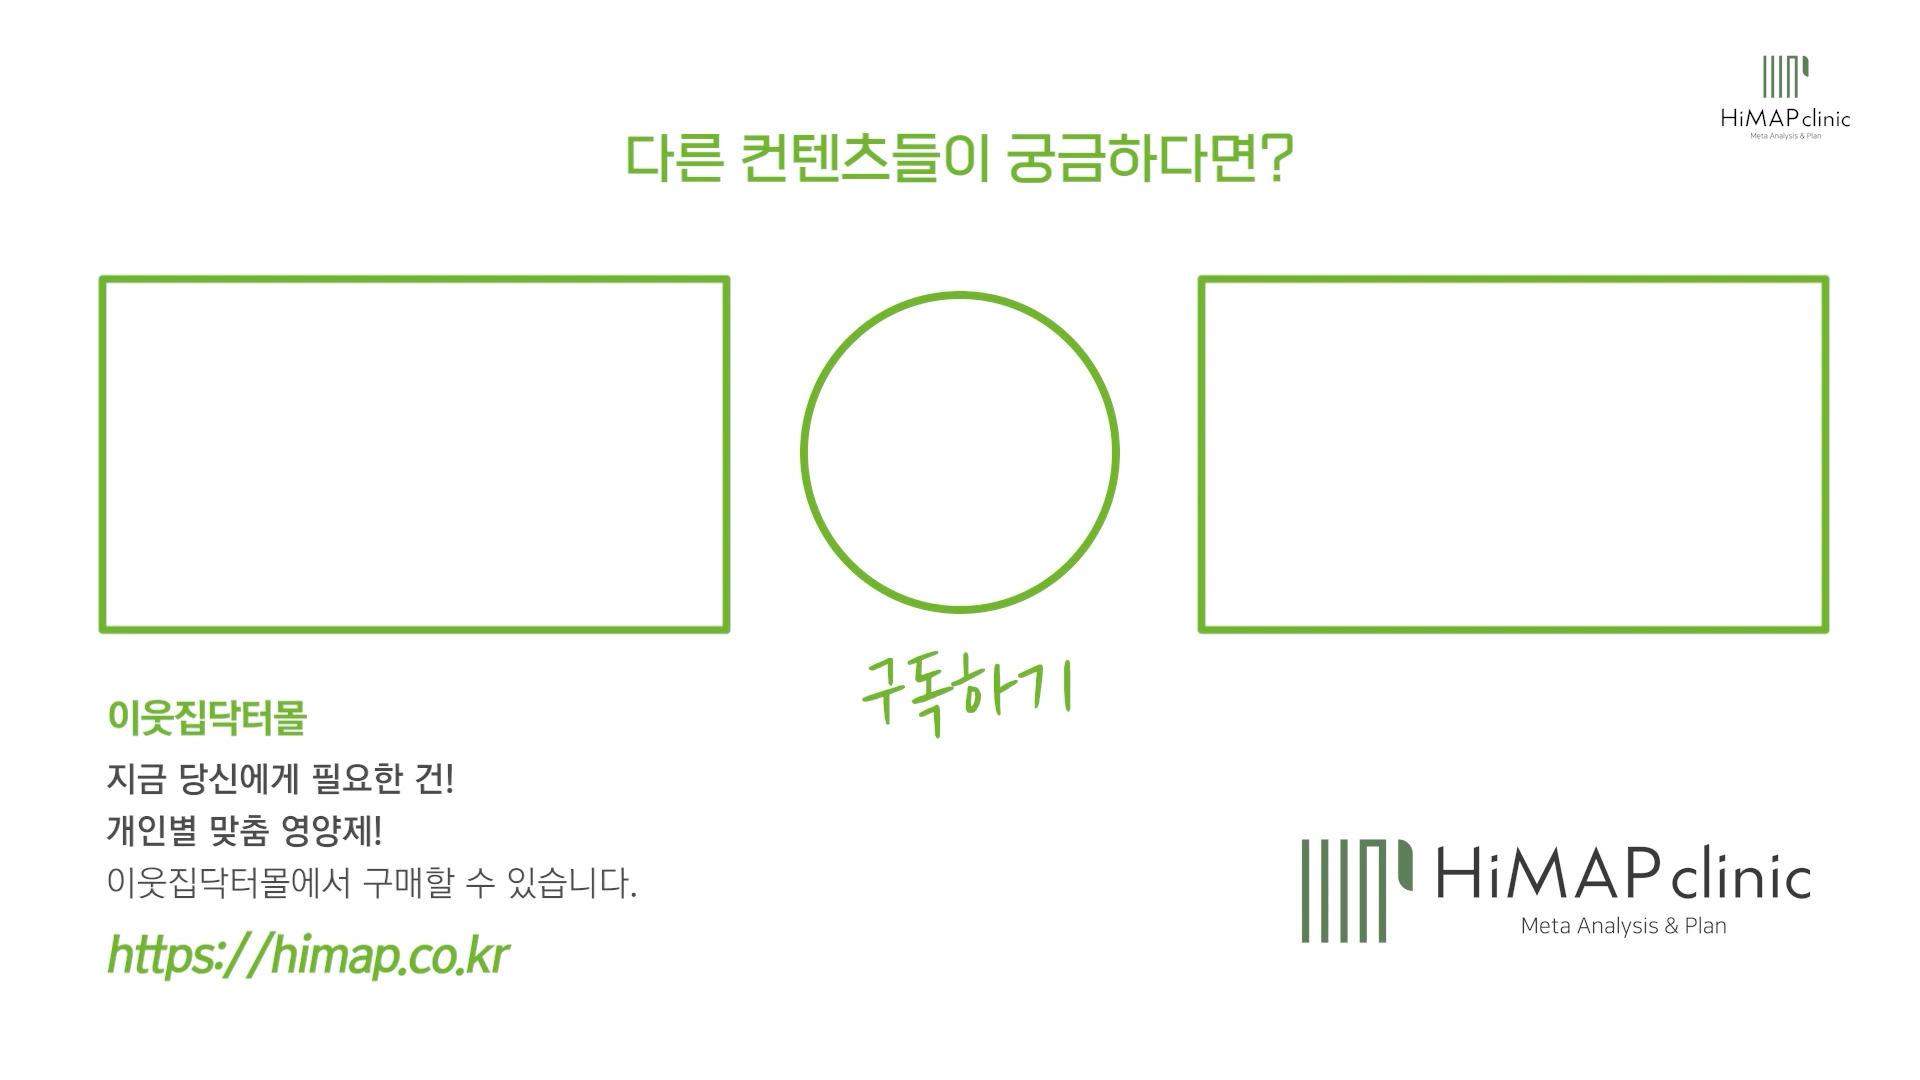 HiMAP clinic
Meta Analysis & Plan
다른 컨텐츠들이 궁금하다면?
구독하기
이웃집닥터몰
지금 당신에게 필요한 건!
개인별 맞춤 영양제!
이웃집닥터몰에서 구매할 수 있습니다.
https://himap.co.kr
HiMAP clinic
Meta Analysis & Plan